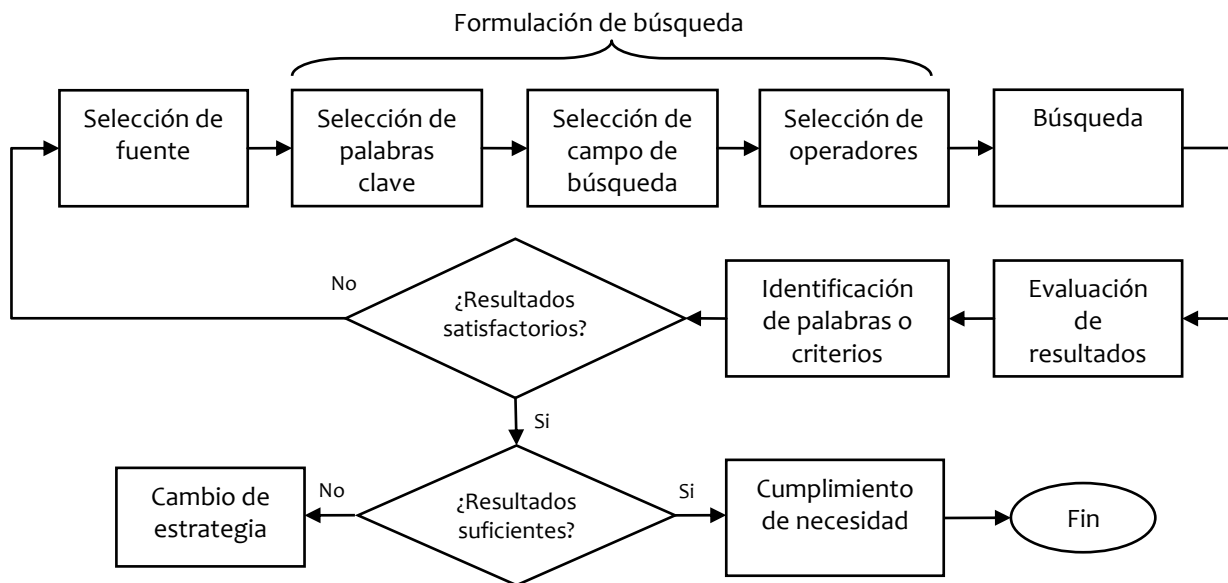 Formulación de búsqueda
Selección de
fuente
Selección de
palabras
clave
Selección de
campo de
búsqueda
Selección de
operadores
Búsqueda
No
¿Resultados
satisfactorios?
Identificación
de palabras o
criterios
Evaluación
de
resultados
Si
Cambio de
estrategia
No
¿Resultados
suficientes?
Si
Cumplimiento
de necesidad
Fin